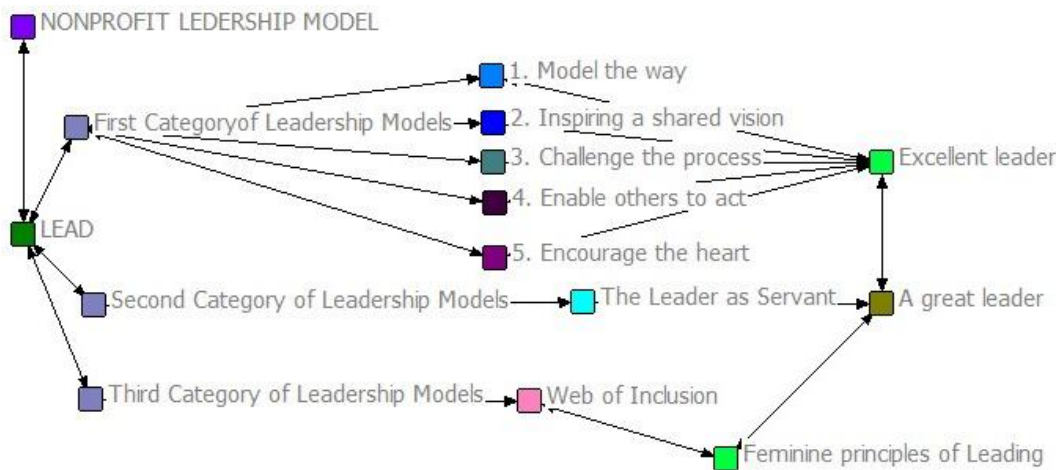 NONPROFIT LEDERSHIP MODEL
1. Model the way
First Categoryof Leadership Models
2. Inspiring a shared vision
3. Challenge the process
Excellent leader
4. Enable others to act
LEAD
5. Encourage the heart
Second Category of Leadership Models
The Leader as Servant
A great leader
Third Category of Leadership Models
Web of Inclusion
Feminine principles of Leading